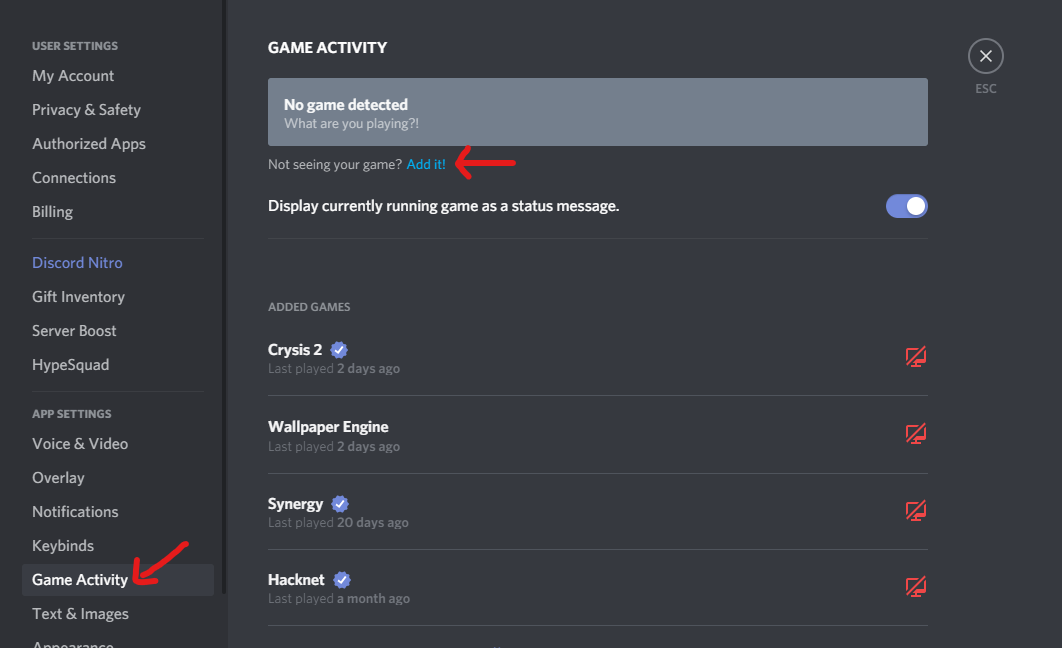 USER SETTINGS
My Account
Privacy & Safety
Authorized Apps
Connections
Billing
Discord Nitro
Gift Inventory
Server Boost
HypeSquad
APP SETTINGS
Voice & Video
Overlay
Notifications
Keybinds
Game Activity
Text & Images
Appearance
GAME ACTIVITY
No game detected
What are you playing?!
Not seeing your game? Add it!
Display currently running game as a status message.
ADDED GAMES
Crysis 2
Last played 2 days ago
Wallpaper Engine
Last played 2 days ago
Synergy
Last played 20 days ago
Hacknet
Last played a month ago
ESC